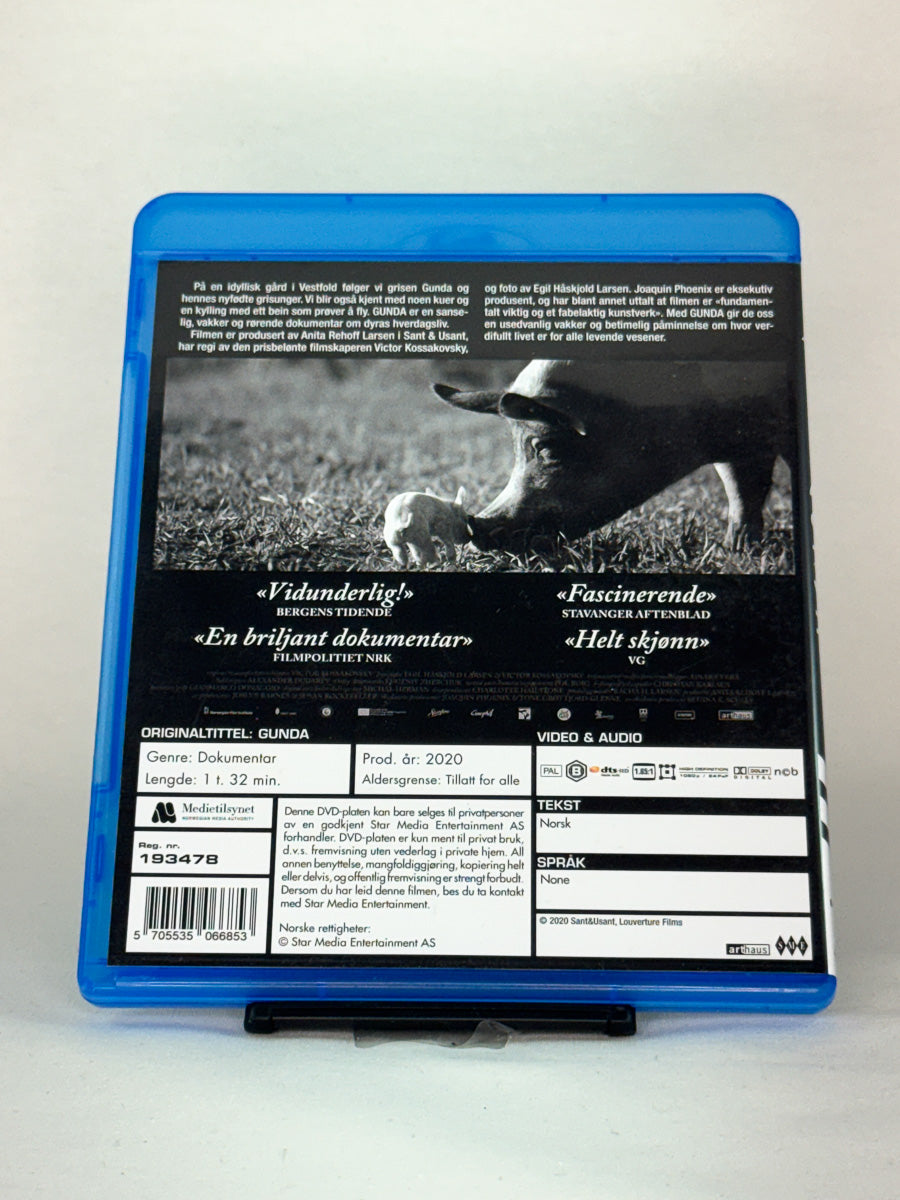 På en idyllisk gård i Vestfold følger vi grisen Gunda og
hennes nyfødte grisunger. Vi blir også kjent med noen kuer og
en kylling med ett bein som prøver å fly. GUNDA er en sanse-
lig, vakker og rørende dokumentar om dyras hverdagsliv.
Filmen er produsert av Anita Rehoff Larsen i Sant & Usant,
har regi av den prisbelønte filmskaperen Victor Kossakovsky,
og foto av Egil Håskjold Larsen. Joaquin Phoenix er eksekutiv
produsent, og har blant annet uttalt at filmen er «fundamen-
talt viktig og et fabelaktig kunstverk». Med GUNDA gir de oss
en usedvanlig vakker og betimelig påminnelse om hvor ver-
difullt livet er for alle levende vesener.
«Vidunderlig!»
BERGENS TIDENDE
«Fascinerende»
STAVANGER AFTENBLAD
«En briljant dokumentar»
FILMPOLITIET NRK
«Helt skjønn»
VG
arthaus
ORIGINALTITTEL: GUNDA
Genre: Dokumentar
Lengde: 1 t. 32 min.
Prod. år: 2020
Aldersgrense: Tillatt for alle
Medietilsynet
NORWEGIAN MEDIA AUTHORITY
Reg. nr.
193478
5 705535 066853
Denne DVD-platen kan bare selges til privatpersoner
av en godkjent Star Media Entertainment AS
forhandler. DVD-platen er kun ment til privat bruk,
d.v.s. fremvisning uten vederlag i private hjem. All
annen benyttelse, mangfoldiggjøring, kopiering helt
eller delvis, og offentlig fremvisning er strengt forbudt.
Dersom du har leid denne filmen, bes du ta kontakt
med Star Media Entertainment.
Norske rettigheter:
© Star Media Entertainment AS
VIDEO & AUDIO
PAL B dts-HD 1.85:1 HIGH DEFINITION 1080p / 24FpF DOLBY DIGITAL ncb
TEKST
Norsk
SPRÅK
None
© 2020 Sant&Usant, Louverture Films
arthaus SME